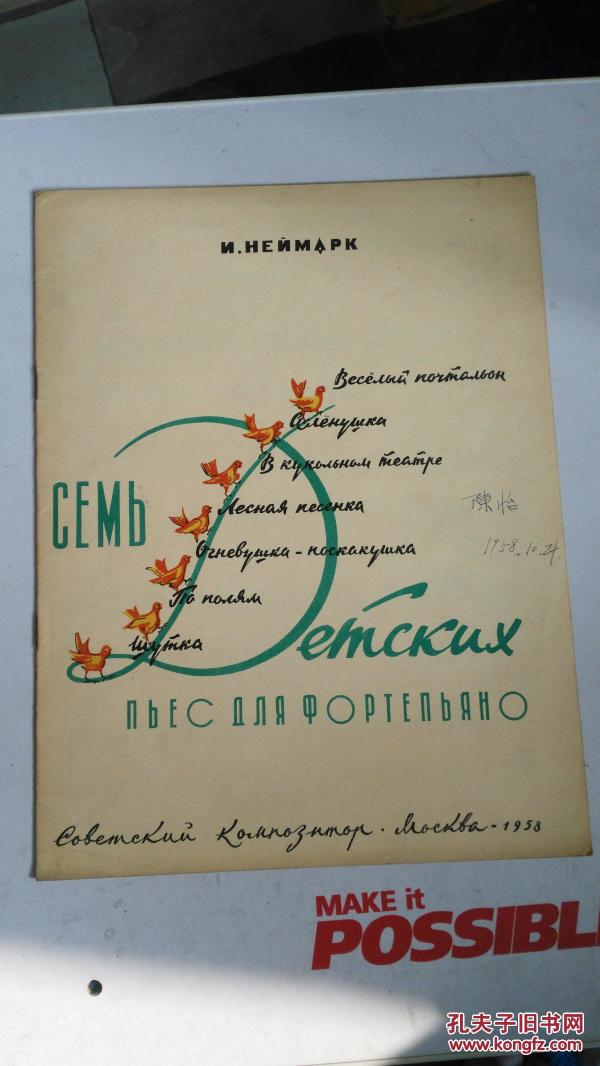 И. НЕЙМАРК
Весёлый почтальон
Алёнушка
В кукольном театре
Лесная песенка
Огневушка-поскакушка
По полям
Шутка
СЕМЬ
Детских
ПЬЕС ДЛЯ ФОРТЕПЬЯНО
陳怡
1958.10.24.
Советский Композитор · Москва - 1958
MAKE it
POSSIBL
孔夫子旧书网
www.kongfz.com